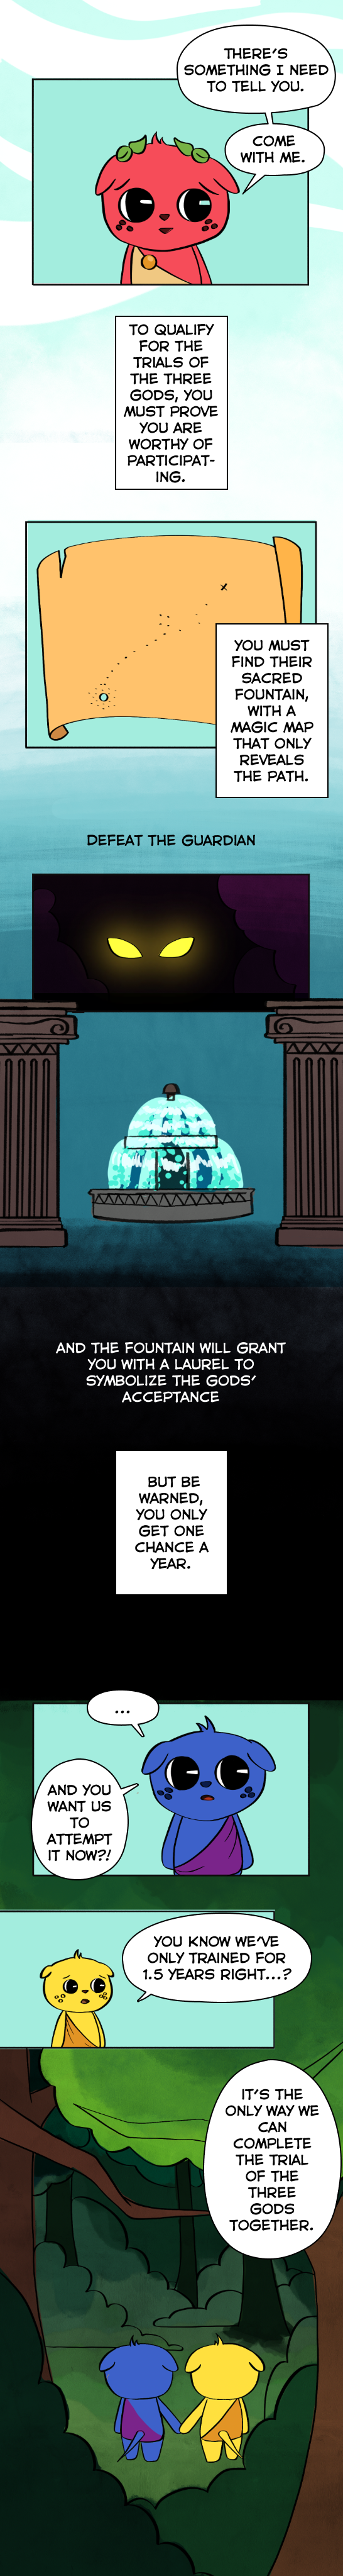 THERE'S
SOMETHING I NEED
TO TELL YOU.
COME
WITH ME.
TO QUALIFY
FOR THE
TRIALS OF
THE THREE
GODS, YOU
MUST PROVE
YOU ARE
WORTHY OF
PARTICIPAT-
ING.
YOU MUST
FIND THEIR
SACRED
FOUNTAIN,
WITH A
MAGIC MAP
THAT ONLY
REVEALS
THE PATH.
DEFEAT THE GUARDIAN
AND THE FOUNTAIN WILL GRANT
YOU WITH A LAUREL TO
SYMBOLIZE THE GODS'
ACCEPTANCE
BUT BE
WARNED,
YOU ONLY
GET ONE
CHANCE A
YEAR.
...
AND YOU
WANT US
TO
ATTEMPT
IT NOW?!
YOU KNOW WE'VE
ONLY TRAINED FOR
1.5 YEARS RIGHT...?
IT'S THE
ONLY WAY WE
CAN
COMPLETE
THE TRIAL
OF THE
THREE
GODS
TOGETHER.